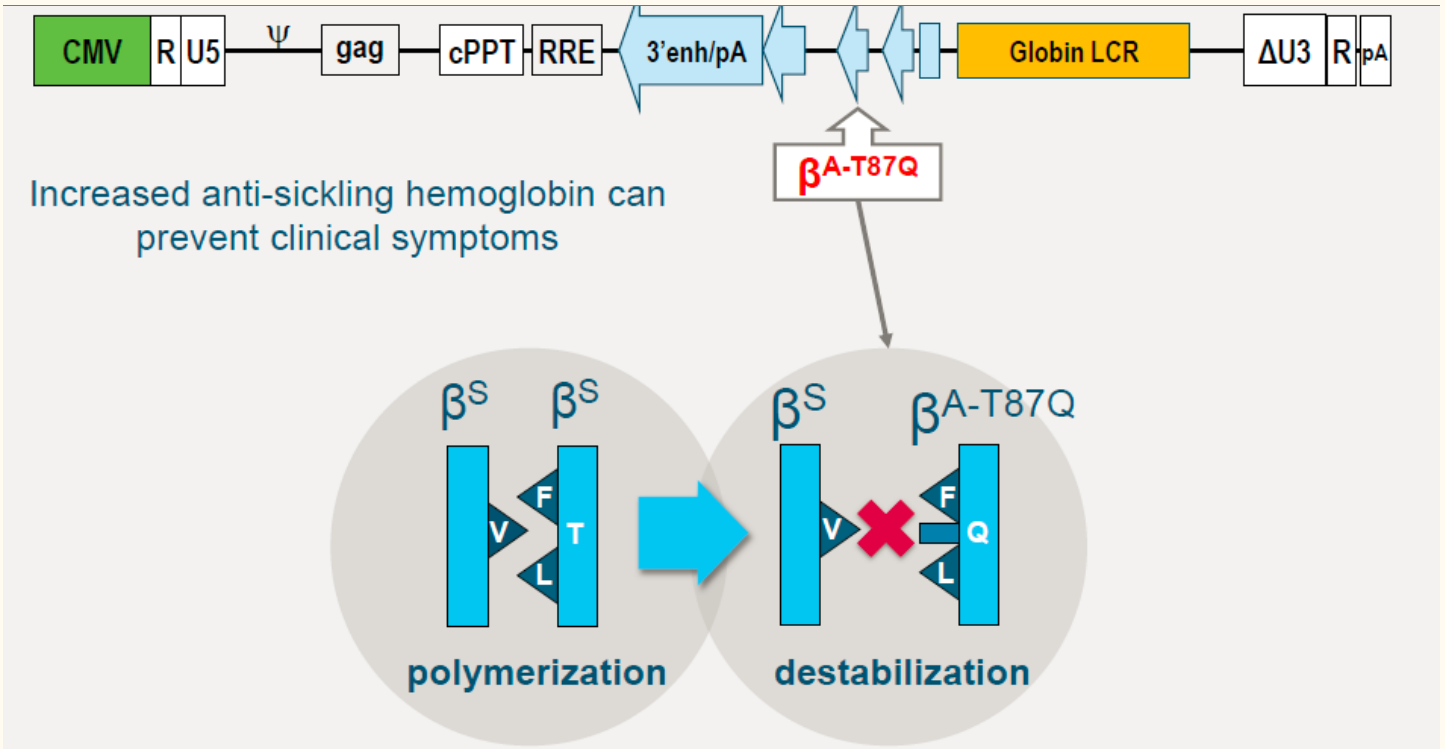 CMV R U5 Ψ gag cPPT RRE 3'enh/pA Globin LCR ΔU3 R pA
βA-T87Q
Increased anti-sickling hemoglobin can
prevent clinical symptoms
βS βS
V F T L
polymerization
βS βA-T87Q
V F Q L
destabilization